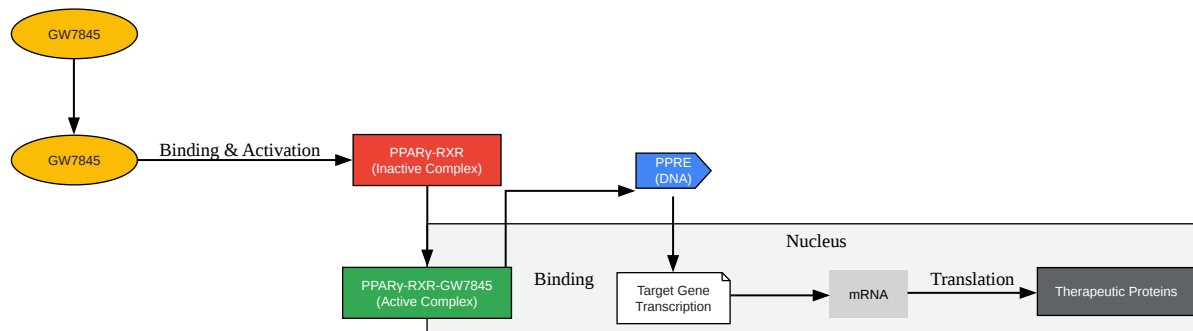 GW7845
GW7845
Binding & Activation
PPARγ-RXR
(Inactive Complex)
PPRE
(DNA)
Nucleus
PPARγ-RXR-GW7845
(Active Complex)
Binding
Target Gene
Transcription
mRNA
Translation
Therapeutic Proteins